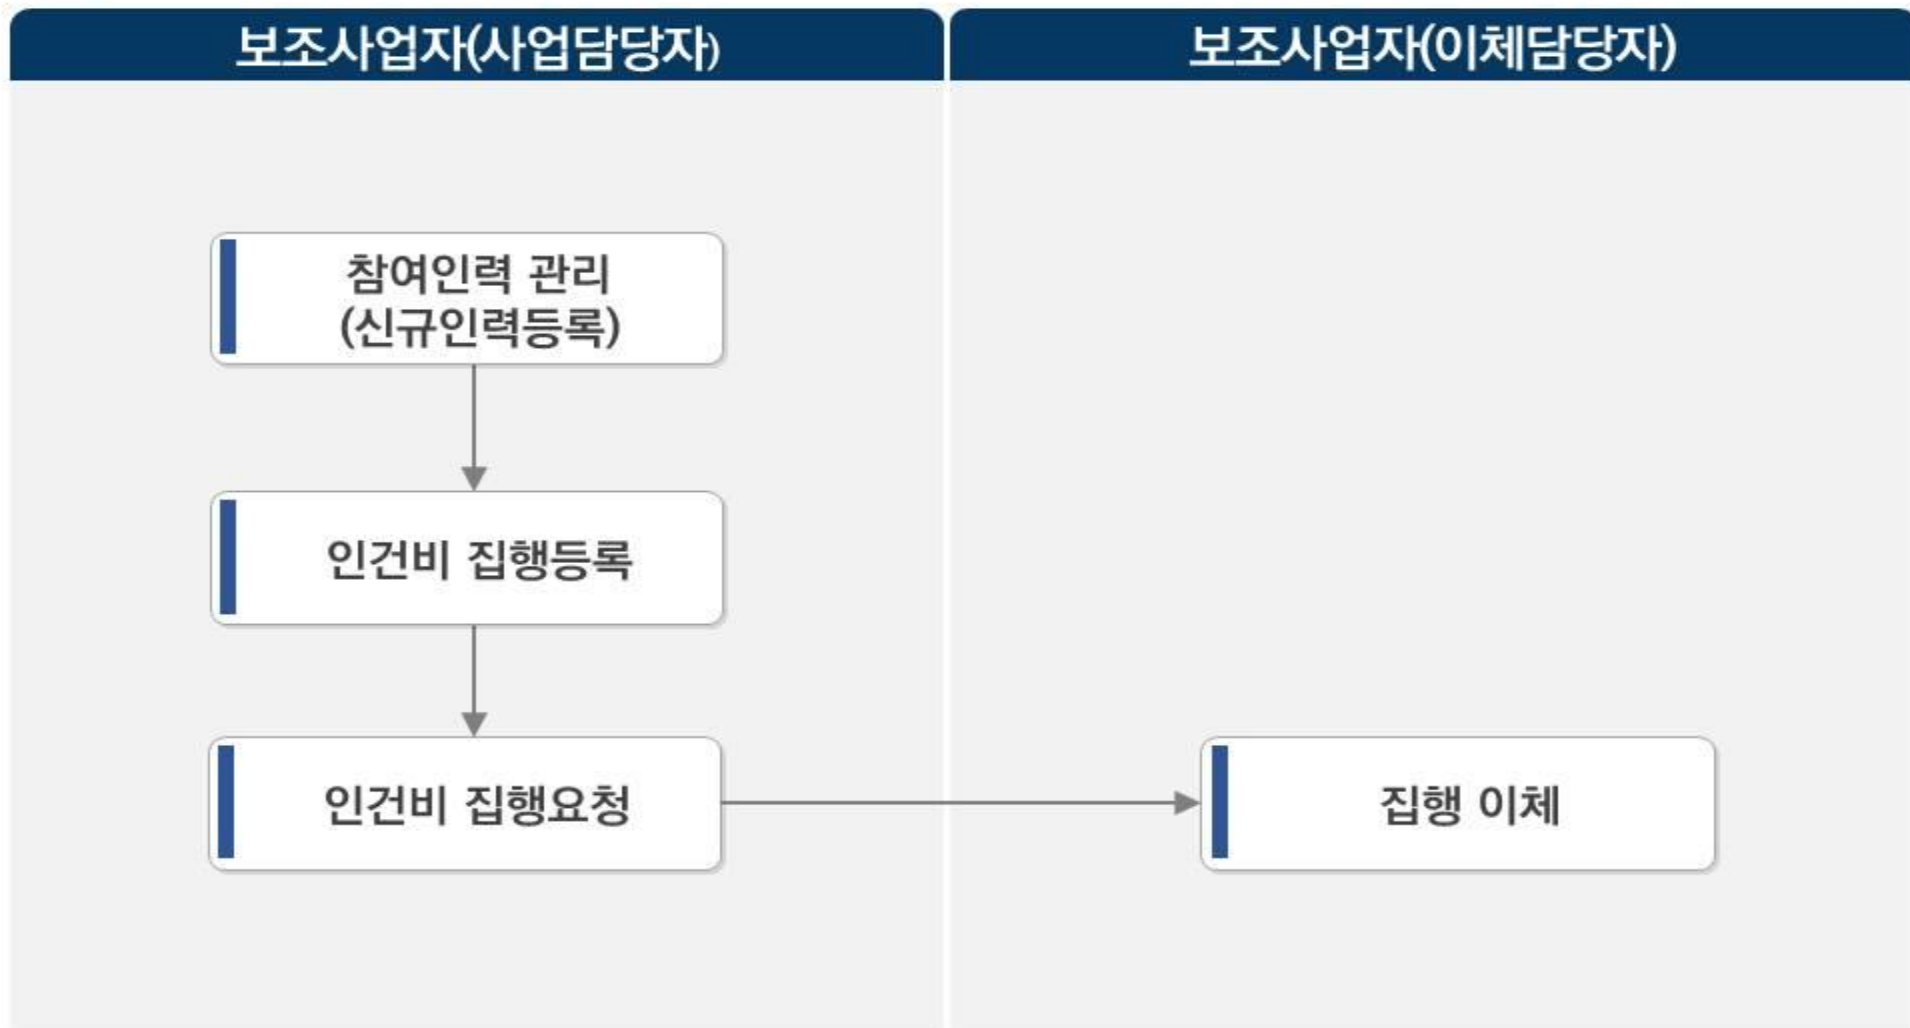 보조사업자(사업담당자)
보조사업자(이체담당자)
참여인력 관리
(신규인력등록)
인건비 집행등록
인건비 집행요청
집행 이체